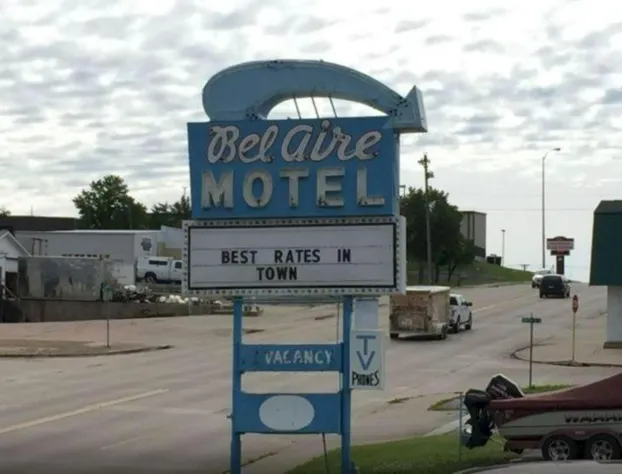 Bel Aire
MOTEL
BEST RATES IN
TOWN
VACANCY
TV
PHONES